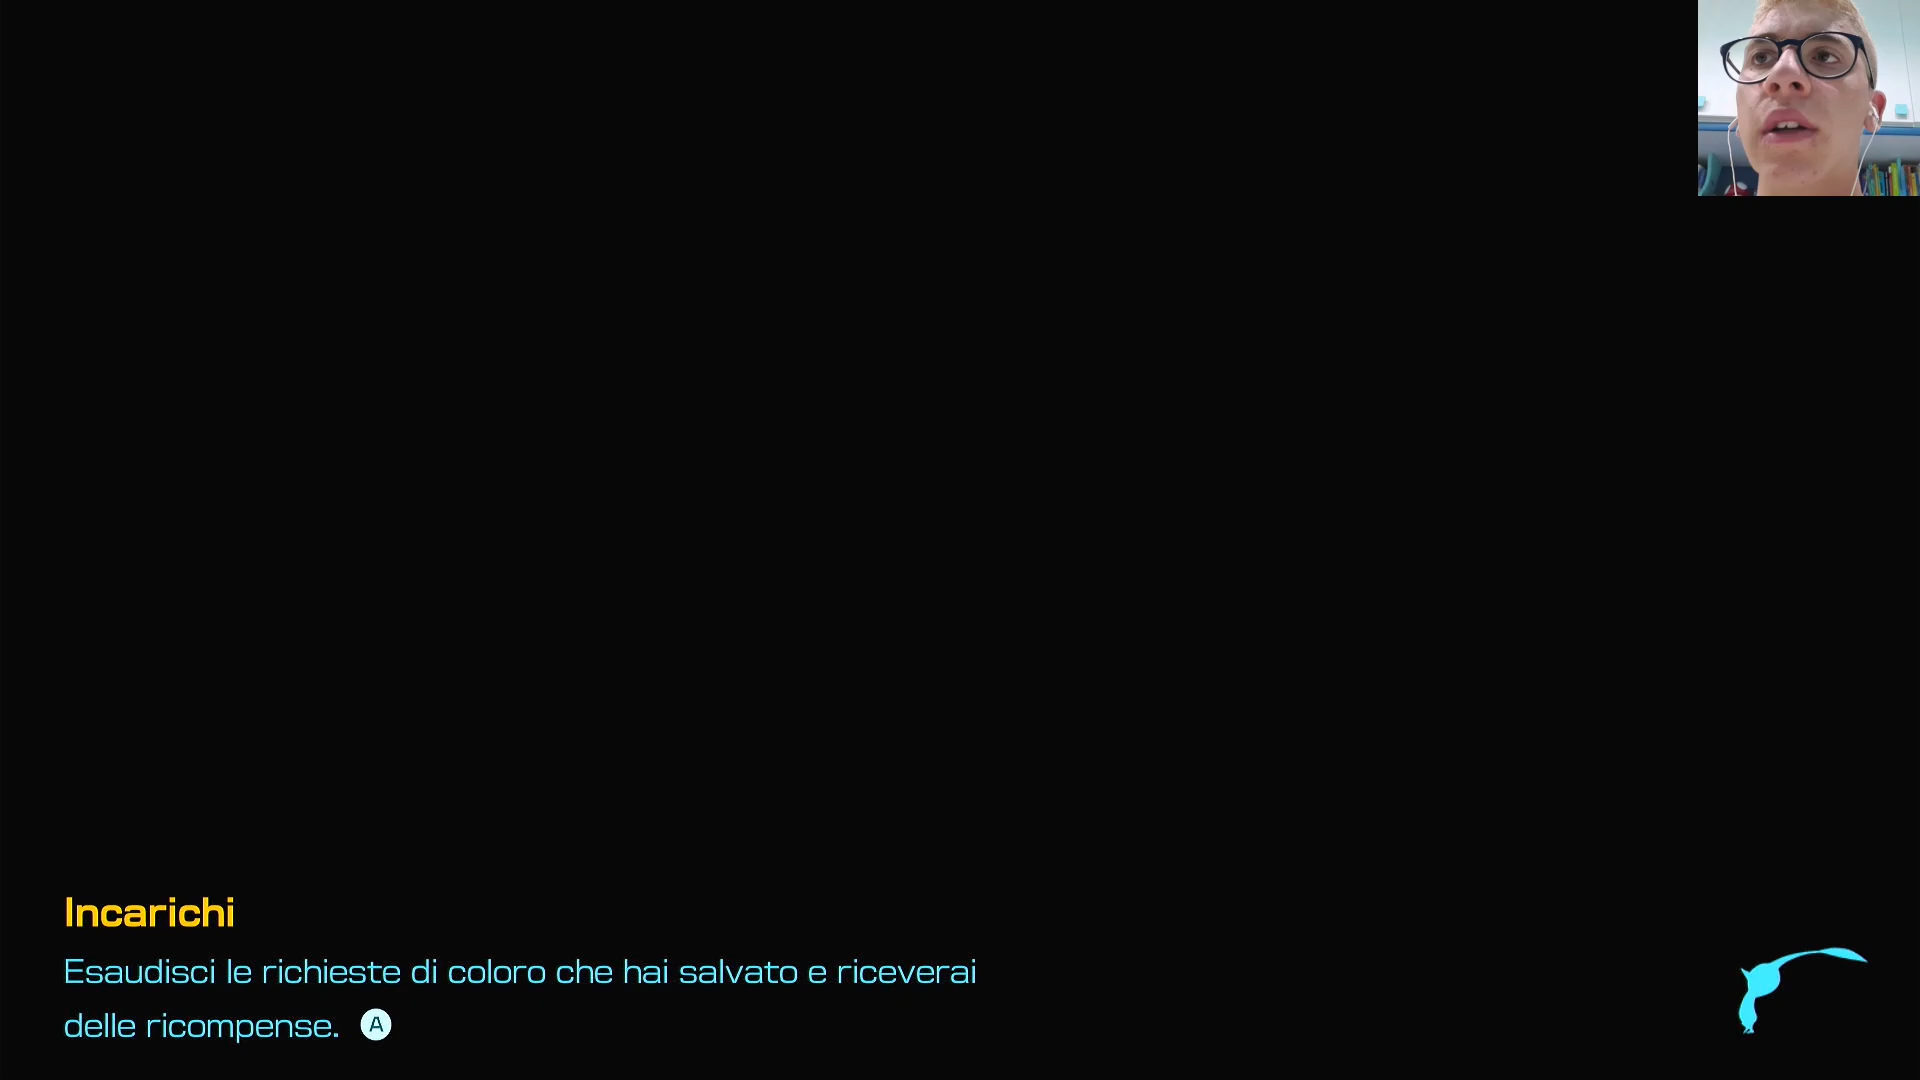 Incarichi
Esaudisci le richieste di coloro che hai salvato e riceverai
delle ricompense. A